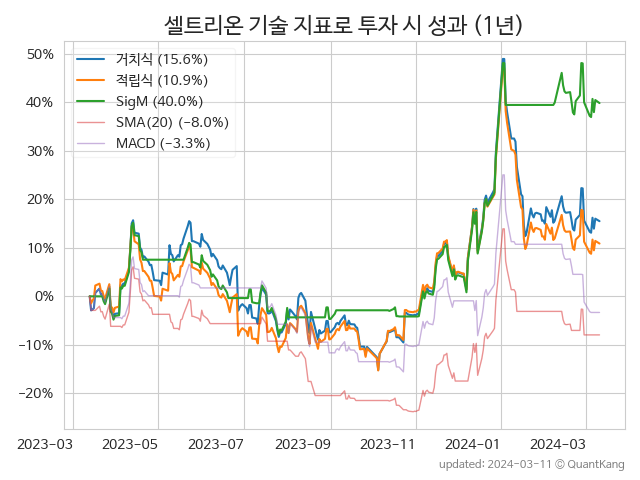 셀트리온 기술 지표로 투자 시 성과 (1년)
거치식 (15.6%)
적립식 (10.9%)
SigM (40.0%)
SMA(20) (−8.0%)
MACD (−3.3%)
50%
40%
30%
20%
10%
0%
−10%
−20%
2023-03 2023-05 2023-07 2023-09 2023-11 2024-01 2024-03
updated: 2024-03-11 © QuantKang